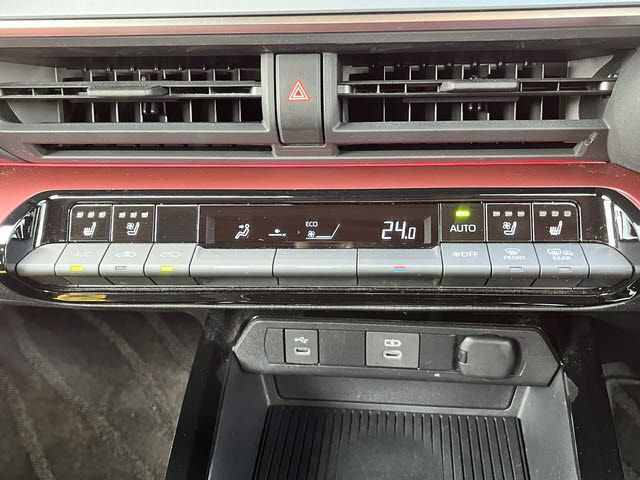 ECO
24.0
AUTO
A/C
OFF
FRONT
REAR